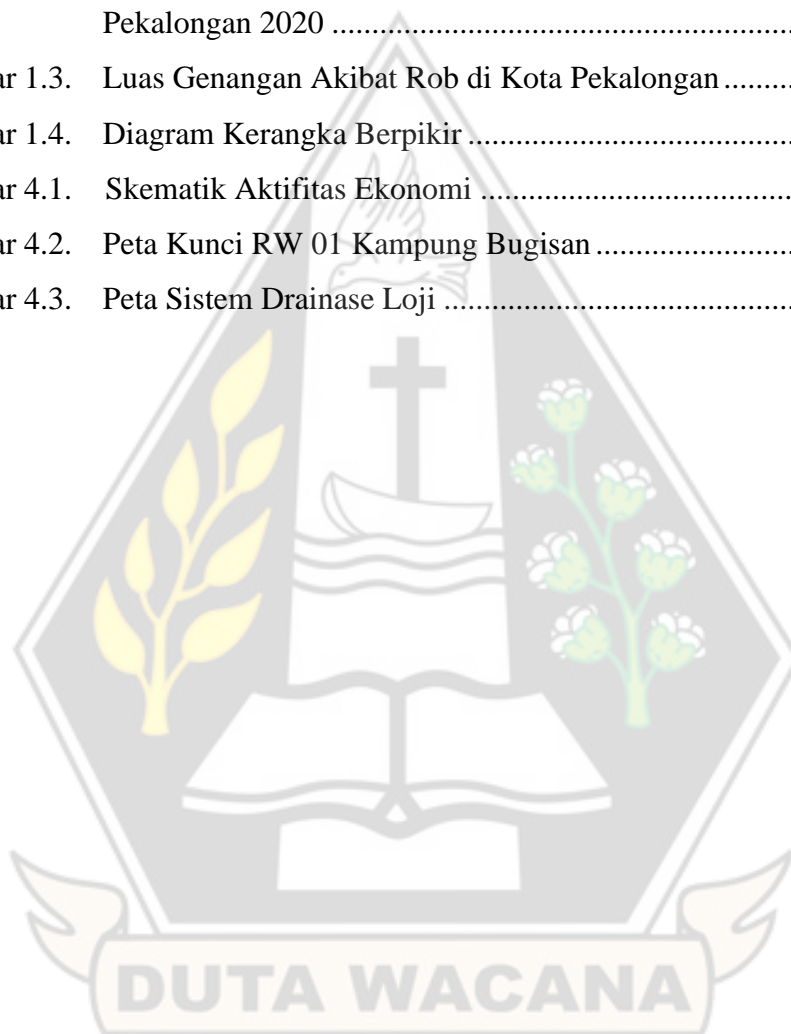 Pekalongan 2020 ............................................................
ar 1.3. Luas Genangan Akibat Rob di Kota Pekalongan ..........
ar 1.4. Diagram Kerangka Berpikir .............................................
ar 4.1. Skematik Aktifitas Ekonomi ...........................................
ar 4.2. Peta Kunci RW 01 Kampung Bugisan ...........................
ar 4.3. Peta Sistem Drainase Loji ................................................
DUTA WACANA